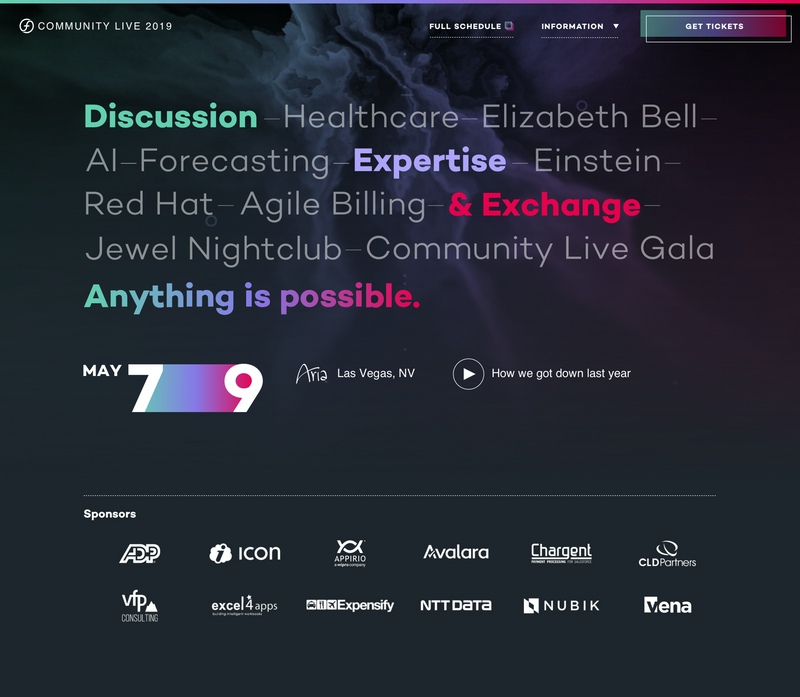 COMMUNITY LIVE 2019
FULL SCHEDULE
INFORMATION
GET TICKETS
Discussion—Healthcare—Elizabeth Bell—
AI—Forecasting—Expertise—Einstein—
Red Hat—Agile Billing—& Exchange—
Jewel Nightclub—Community Live Gala
Anything is possible.
MAY 7 9
Aria Las Vegas, NV
How we got down last year
Sponsors
ADP
ICON
APPIRIO
a wipro company
Avalara
Chargent
PAYMENT PROCESSING FOR SALESFORCE
CLDPartners
vfp
CONSULTING
excel4apps
building intelligent workbooks
Expensify
NTT DATA
NUBIK
Vena